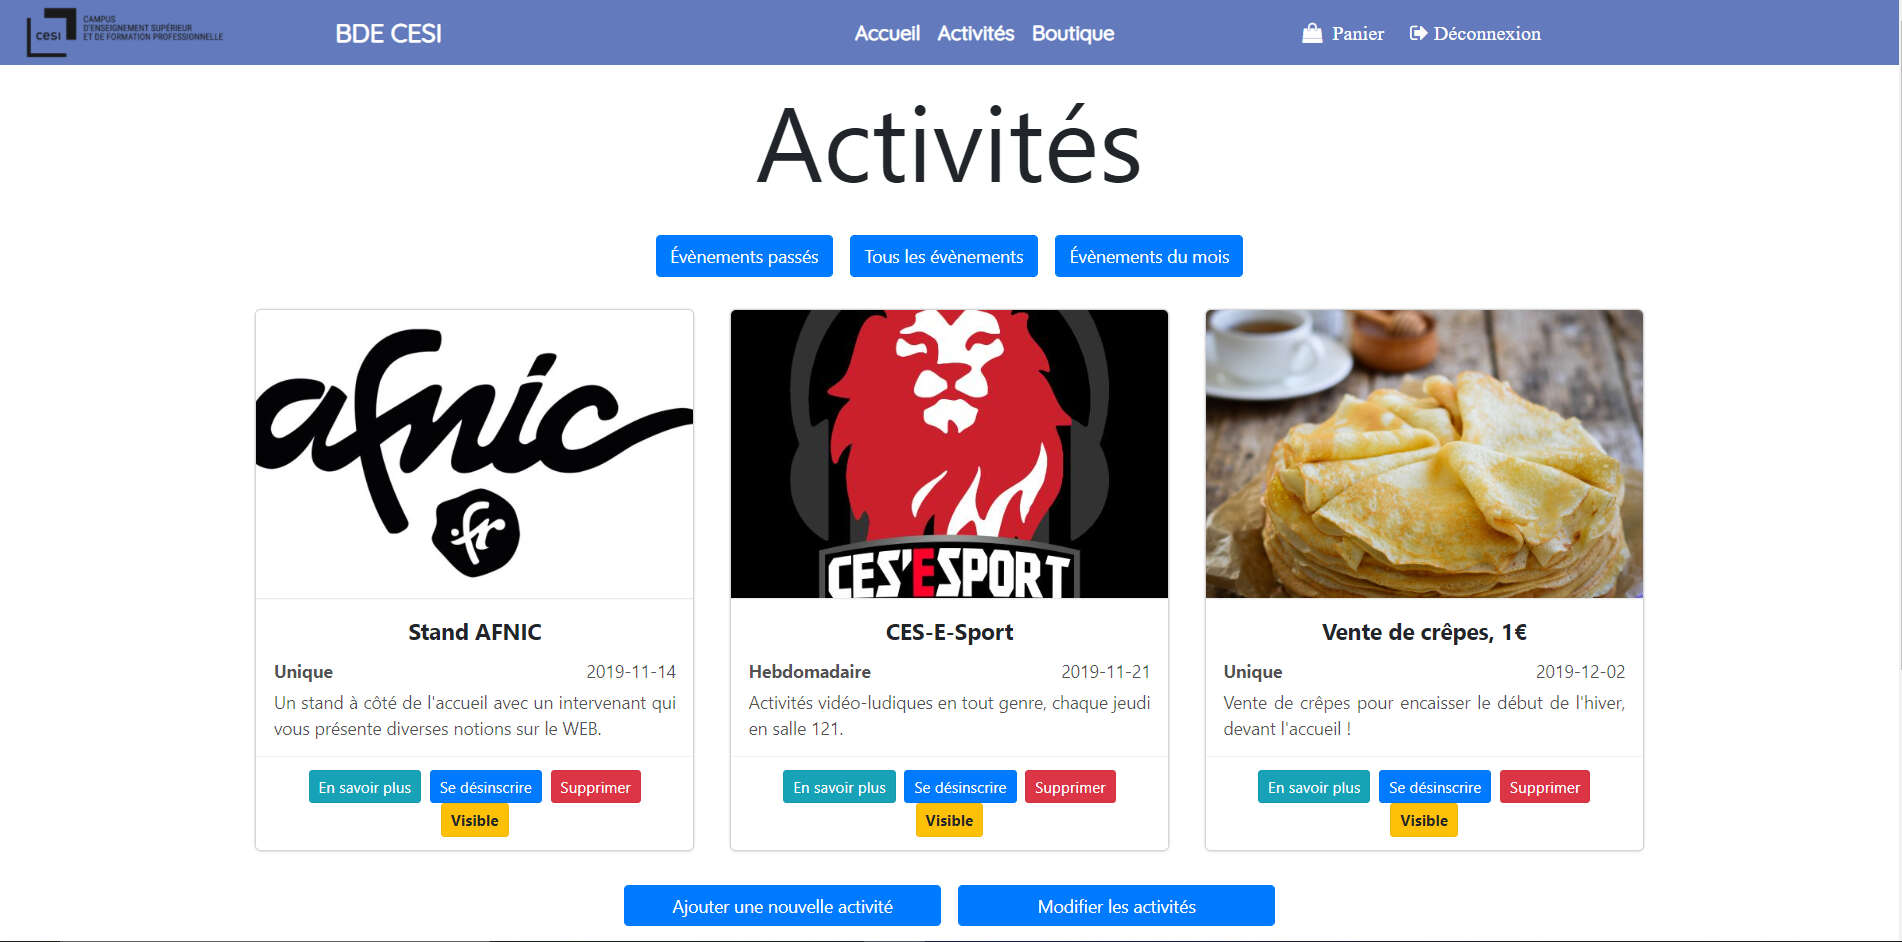 cesi
CAMPUS
D'ENSEIGNEMENT SUPÉRIEUR
ET DE FORMATION PROFESSIONNELLE
BDE CESI
Accueil Activités Boutique
Panier Déconnexion
Activités
Évènements passés Tous les évènements Évènements du mois
afnic
.fr
CES'ESPORT
Stand AFNIC
Unique 2019-11-14
Un stand à côté de l'accueil avec un intervenant qui
vous présente diverses notions sur le WEB.
En savoir plus Se désinscrire Supprimer
Visible
CES-E-Sport
Hebdomadaire 2019-11-21
Activités vidéo-ludiques en tout genre, chaque jeudi
en salle 121.
En savoir plus Se désinscrire Supprimer
Visible
Vente de crêpes, 1€
Unique 2019-12-02
Vente de crêpes pour encaisser le début de l'hiver,
devant l'accueil !
En savoir plus Se désinscrire Supprimer
Visible
Ajouter une nouvelle activité Modifier les activités